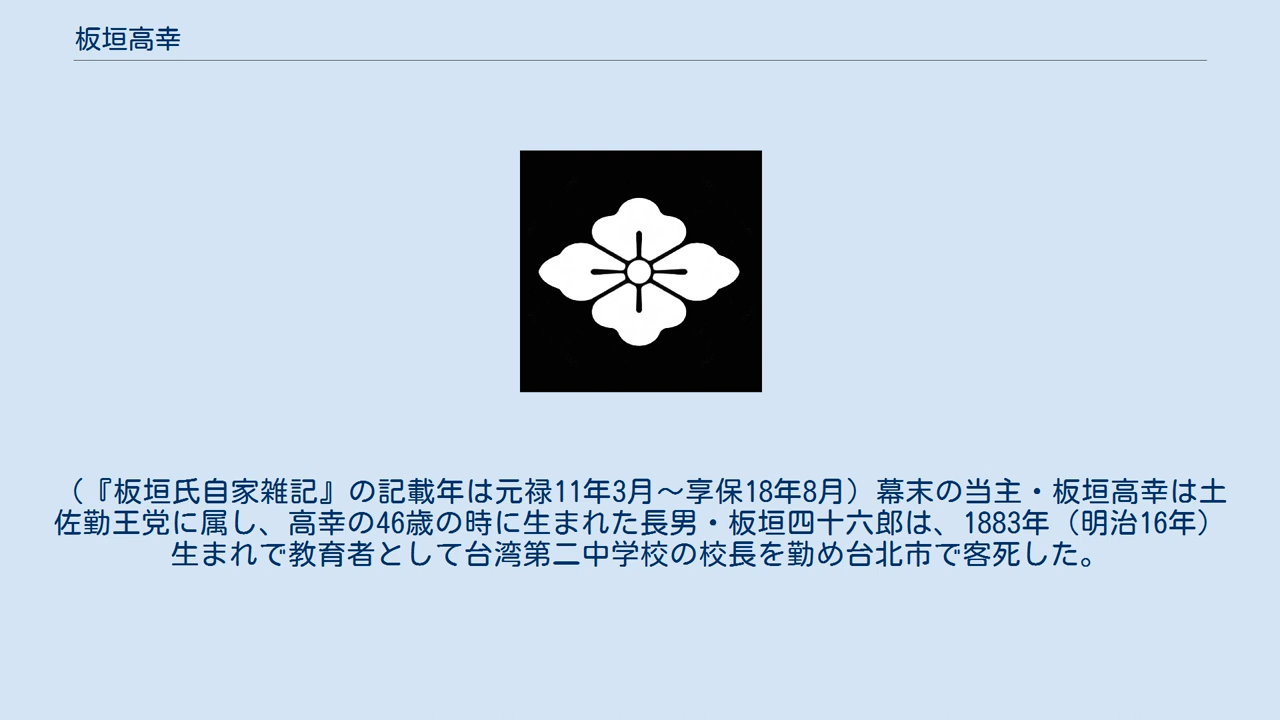 板垣高幸
（『板垣氏自家雑記』の記載年は元禄11年3月～享保18年8月）幕末の当主・板垣高幸は土
佐勤王党に属し、高幸の46歳の時に生まれた長男・板垣四十六郎は、1883年（明治16年）
生まれで教育者として台湾第二中学校の校長を勤め台北市で客死した。